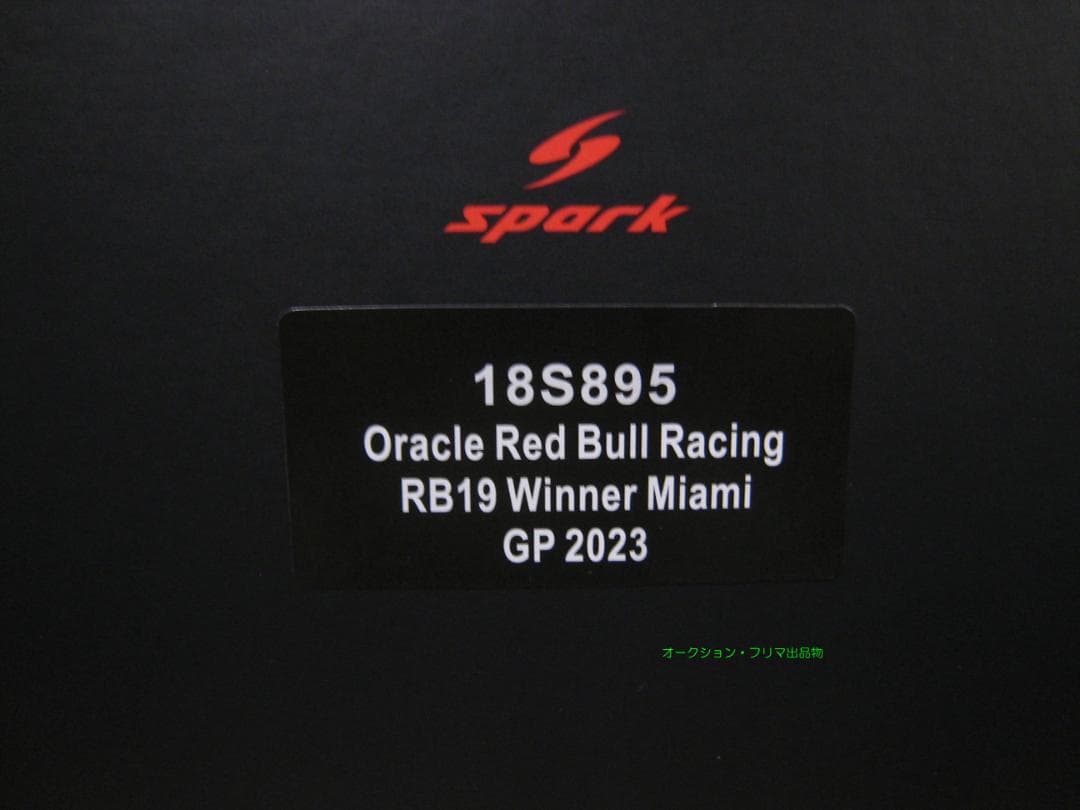 spark
18S895
Oracle Red Bull Racing
RB19 Winner Miami
GP 2023
オークション・フリマ出品物